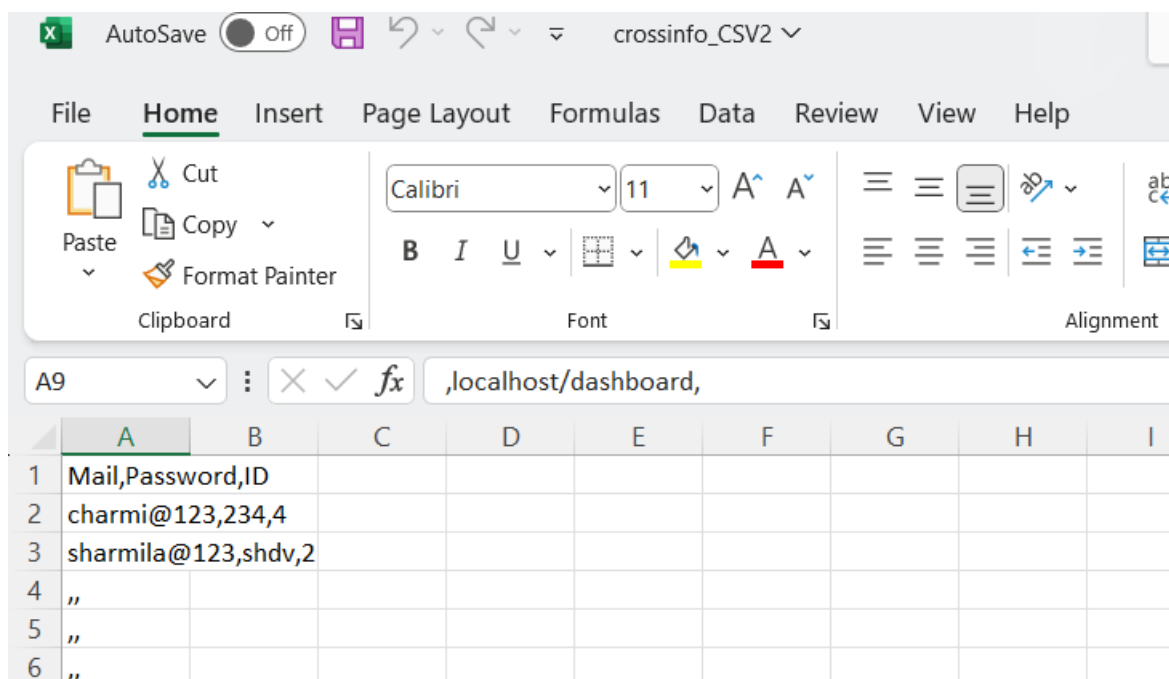 AutoSave Off crossinfo_CSV2
File Home Insert Page Layout Formulas Data Review View Help
Paste
Cut
Copy
Format Painter
Clipboard
Calibri 11 A A
B I U A
Font
ab
ab
c
Alignment
A9 fx ,localhost/dashboard,
A B C D E F G H I
1 Mail,Password,ID
2 charmi@123,234,4
3 sharmila@123,shdv,2
4 ,,
5 ,,
6 ,,